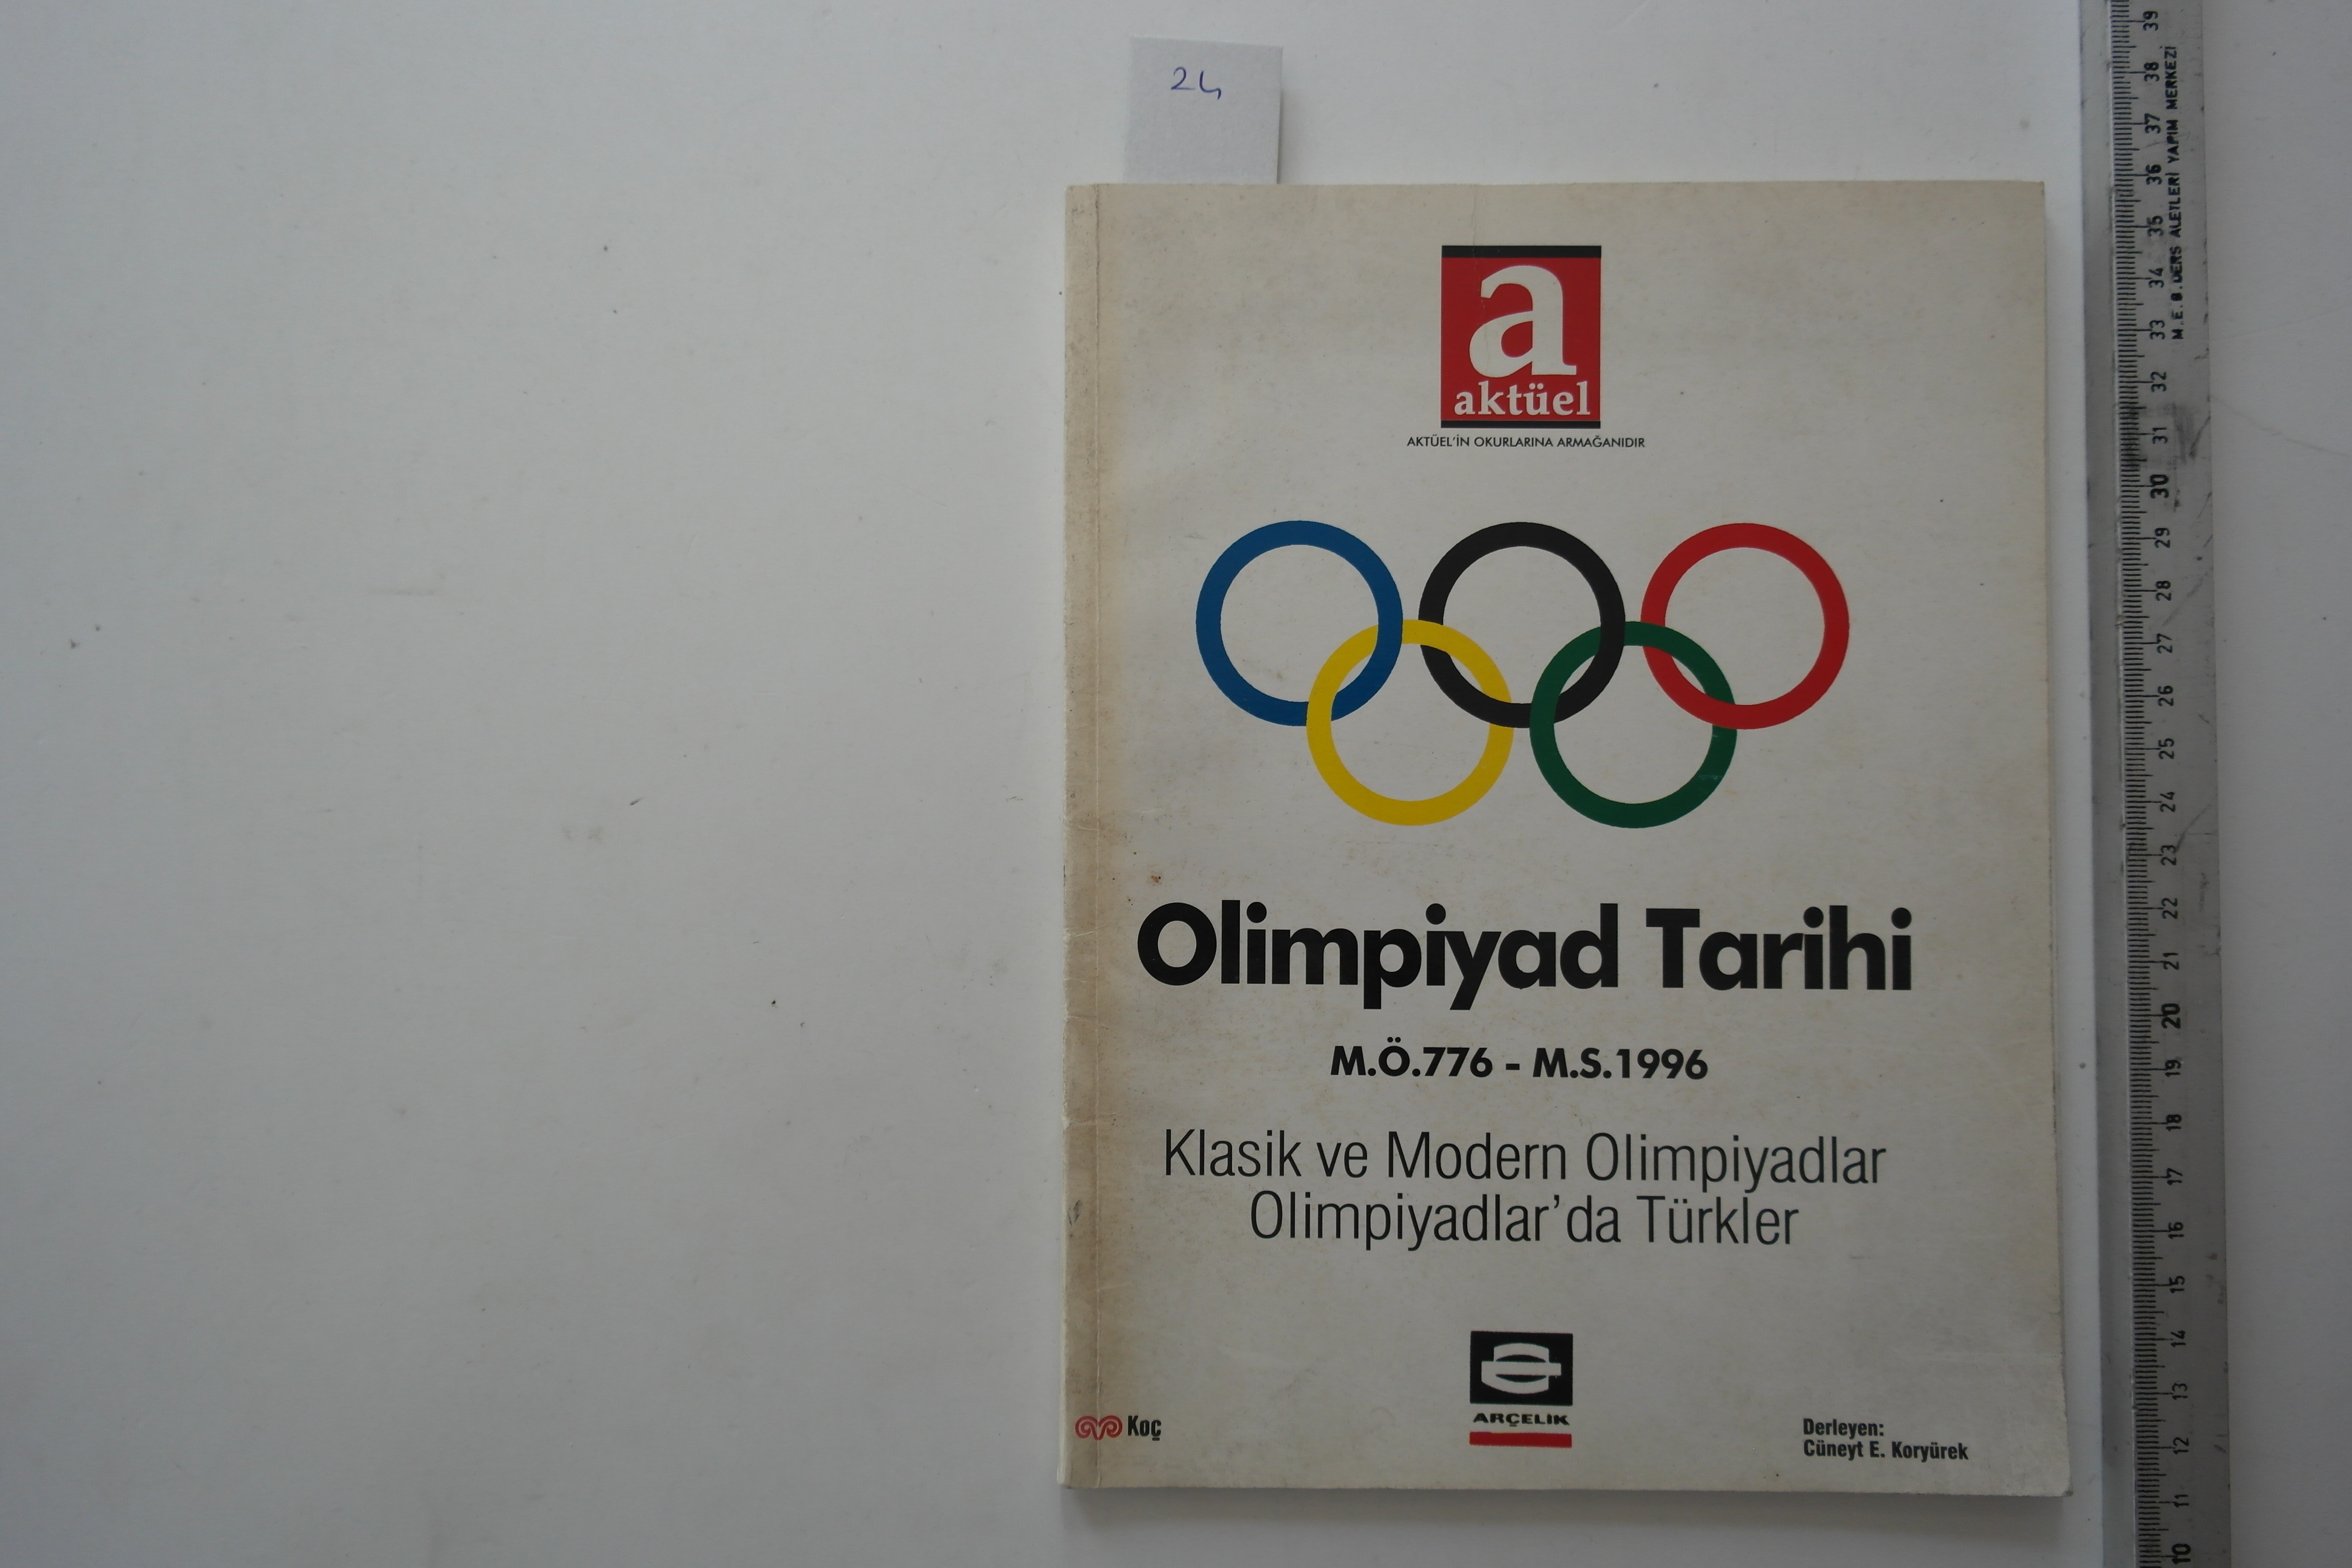 24
a
aktüel
AKTÜEL'İN OKURLARINA ARMAĞANIDIR
Olimpiyad Tarihi
M.Ö.776 - M.S.1996
Klasik ve Modern Olimpiyadlar
Olimpiyadlar'da Türkler
Koç
ARÇELİK
Derleyen:
Cüneyt E. Koryürek
39 38 37 36 35 34 33 32 31 30 29 28 27 26 25 24 23 22 21 20 19 18 17 16 15 14 13 12 11 10
M.E.B. DERS ALETLERİ YAPIM MERKEZİ